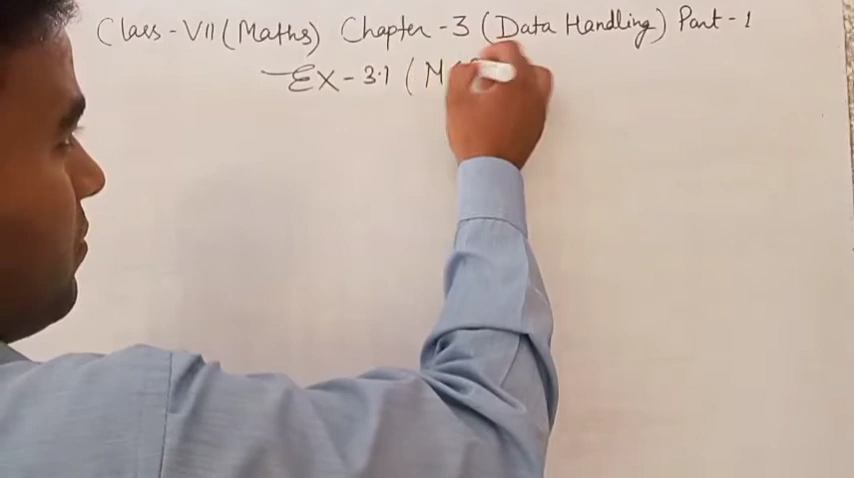 Class - VII (Maths) Chapter - 3 (Data Handling) Part - 1
Ex - 3.1 (N